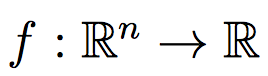 f : ℝⁿ → ℝ